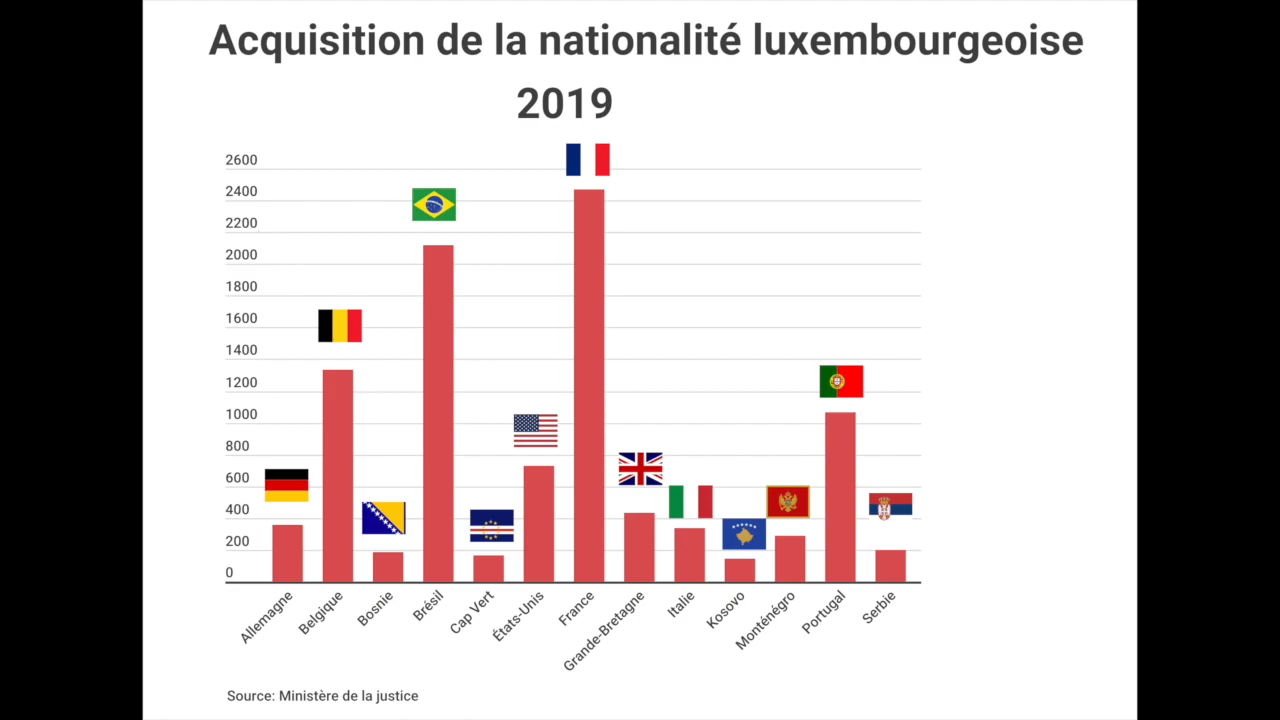 Acquisition de la nationalité luxembourgeoise
2019
2600
2400
2200
2000
1800
1600
1400
1200
1000
800
600
400
200
0
Allemagne
Belgique
Bosnie
Brésil
Cap Vert
États-Unis
France
Grande-Bretagne
Italie
Kosovo
Monténégro
Portugal
Serbie
Source: Ministère de la justice